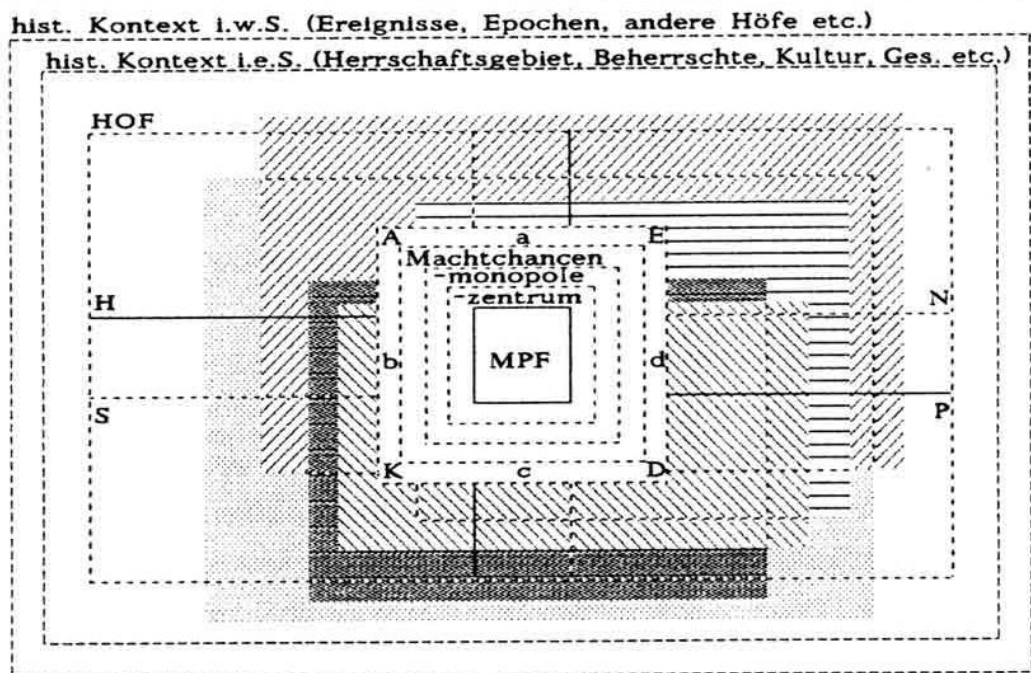 hist. Kontext i.w.S. (Ereignisse, Epochen, andere Höfe etc.)
hist. Kontext i.e.S. (Herrschaftsgebiet, Beherrschte, Kultur, Ges. etc.)
HOF
A a E
Machtchancen
-monopole
-zentrum
H N
b MPF d
S P
K c D